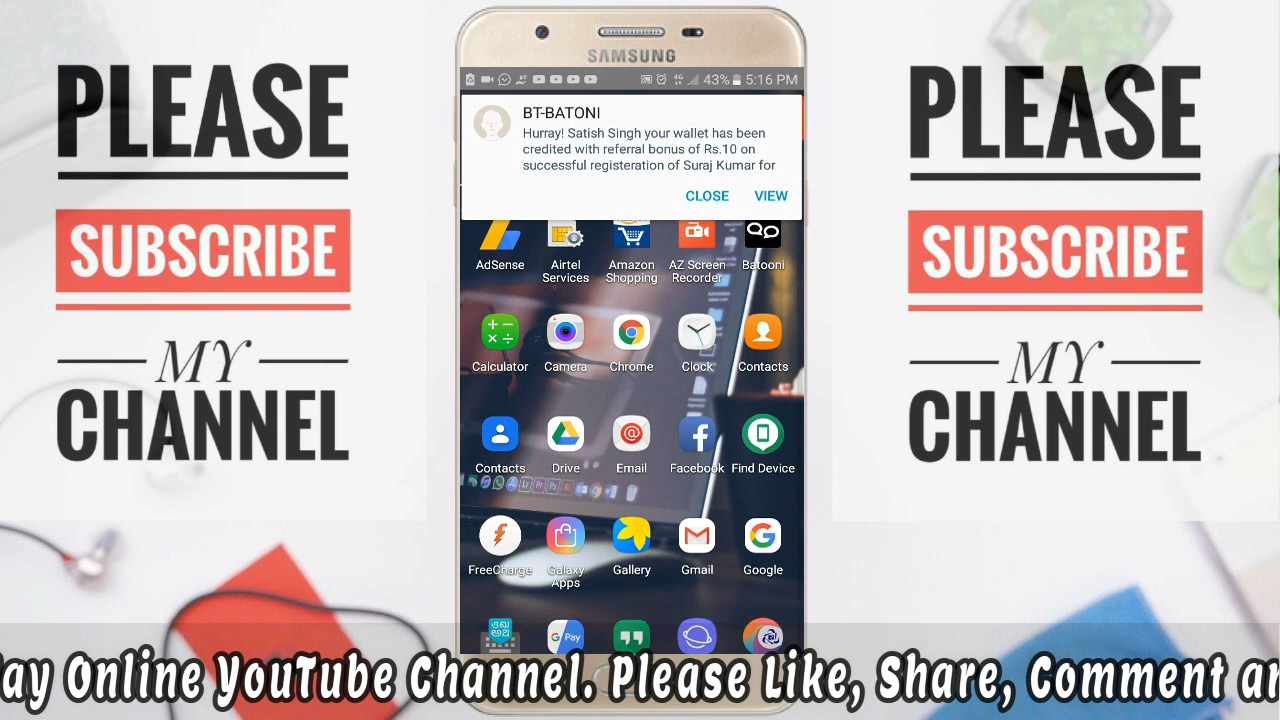 PLEASE
SUBSCRIBE
MY
CHANNEL
SAMSUNG
43% 5:16 PM
BT-BATONI
Hurray! Satish Singh your wallet has been
credited with referral bonus of Rs.10 on
successful registeration of Suraj Kumar for
CLOSE VIEW
AdSense Airtel Services Amazon Shopping AZ Screen Recorder Batooni
Calculator Camera Chrome Clock Contacts
Contacts Drive Email Facebook Find Device
FreeCharge Galaxy Apps Gallery Gmail Google
G Pay
PLEASE
SUBSCRIBE
MY
CHANNEL
ay Online YouTube Channel. Please Like, Share, Comment an